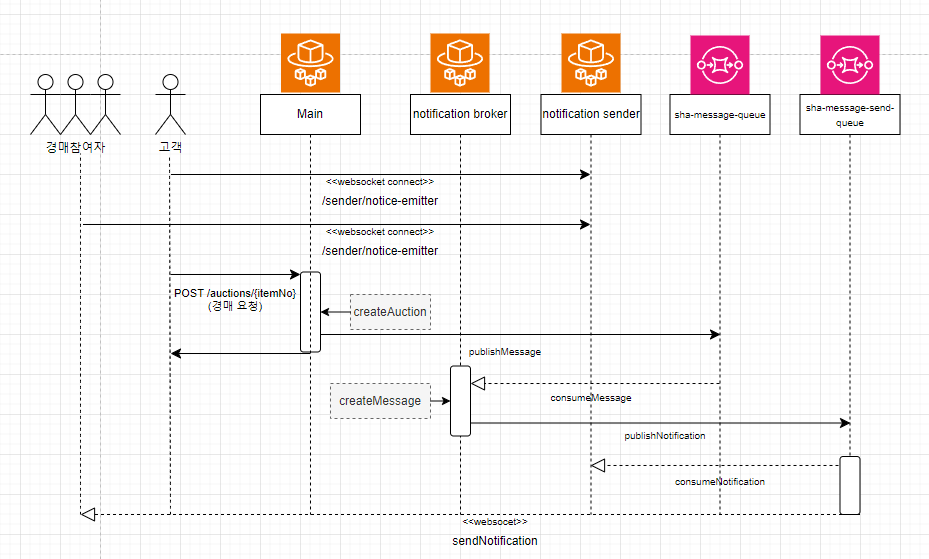 Main
notification broker
notification sender
sha-message-queue
sha-message-send-
queue
경매참여자
고객
<<websocket connect>>
/sender/notice-emitter
<<websocket connect>>
/sender/notice-emitter
POST /auctions/{itemNo}
(경매 요청)
createAuction
publishMessage
createMessage
consumeMessage
publishNotification
consumeNotification
<<websocet>>
sendNotification